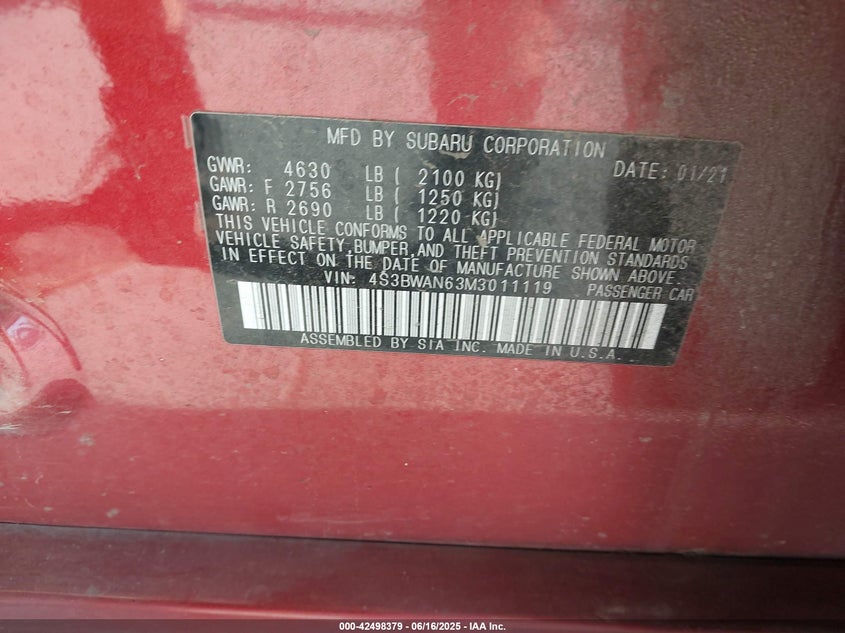 MFD BY SUBARU CORPORATION
GVWR: 4630 LB ( 2100 KG) DATE: 01/21
GAWR: F 2756 LB ( 1250 KG)
GAWR: R 2690 LB ( 1220 KG)
THIS VEHICLE CONFORMS TO ALL APPLICABLE FEDERAL MOTOR
VEHICLE SAFETY, BUMPER, AND THEFT PREVENTION STANDARDS
IN EFFECT ON THE DATE OF MANUFACTURE SHOWN ABOVE.
VIN: 4S3BWAN63M3011119 PASSENGER CAR
ASSEMBLED BY SIA INC. MADE IN U.S.A.
000-42498379 - 06/16/2025 - IAA Inc.